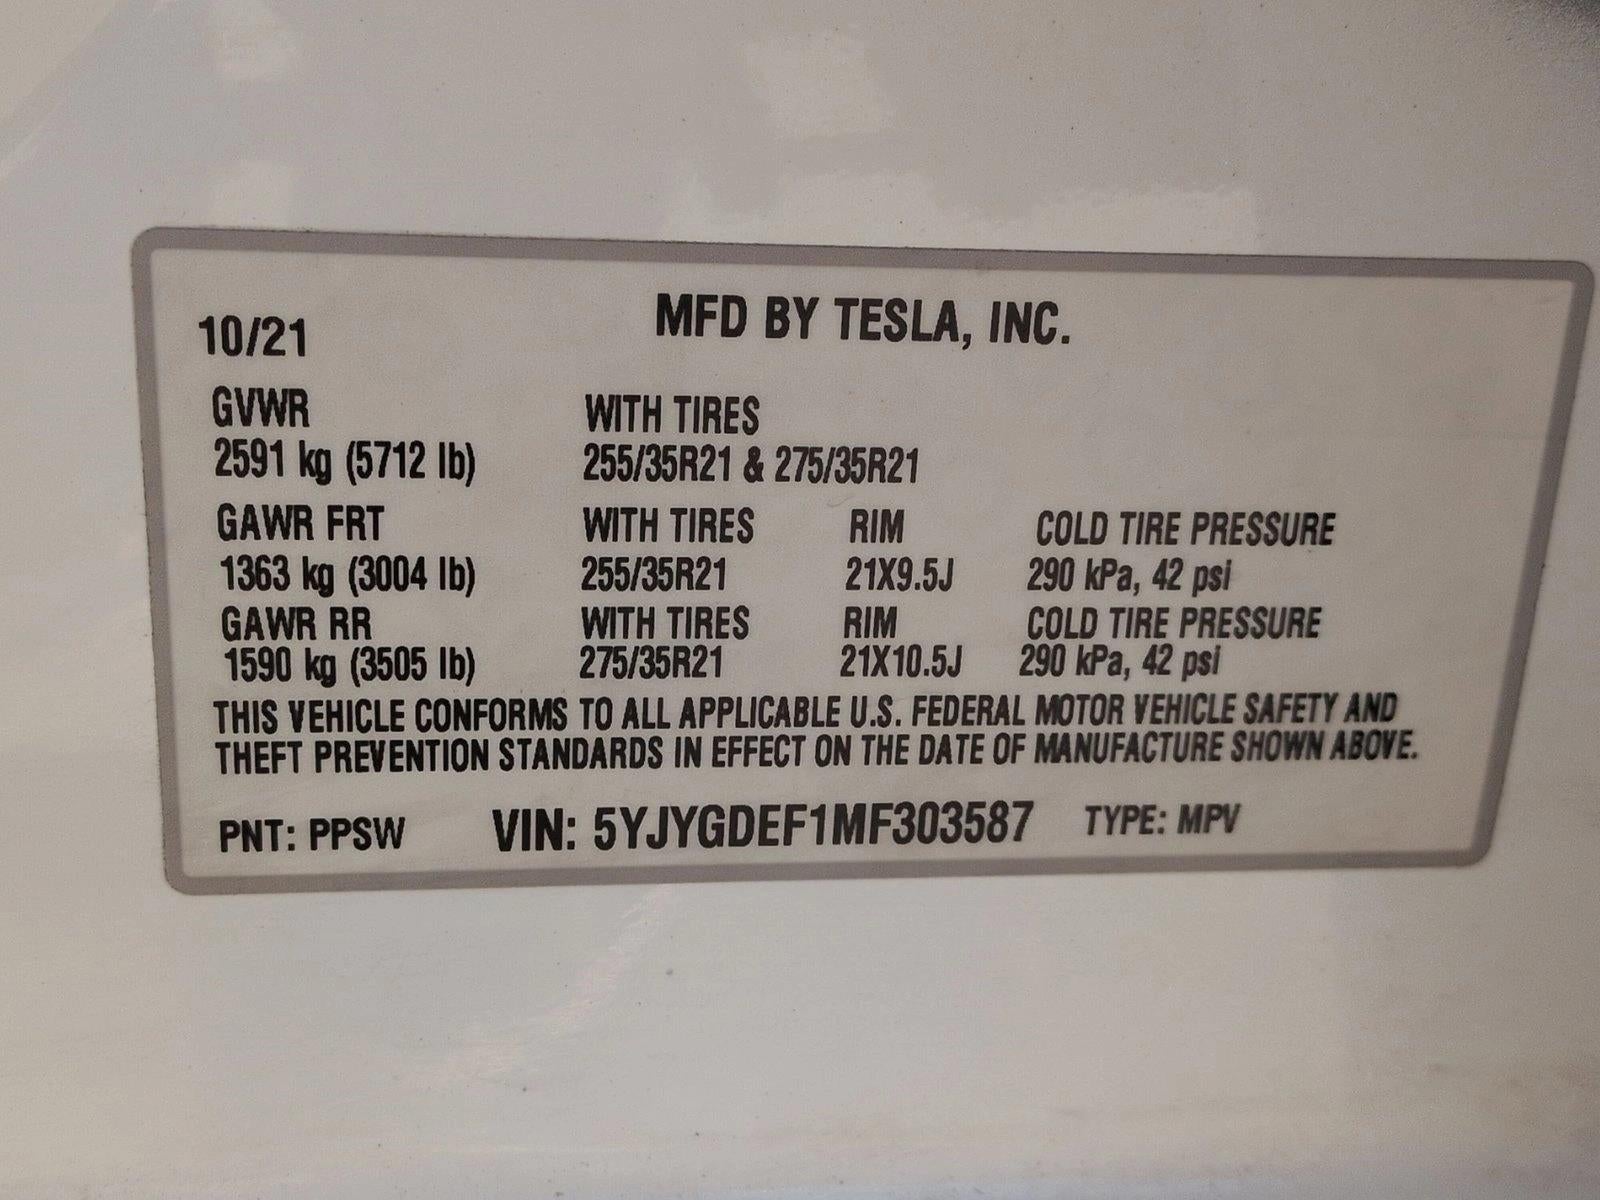 10/21 MFD BY TESLA, INC.
GVWR WITH TIRES
2591 kg (5712 lb) 255/35R21 & 275/35R21
GAWR FRT WITH TIRES RIM COLD TIRE PRESSURE
1363 kg (3004 lb) 255/35R21 21X9.5J 290 kPa, 42 psi
GAWR RR WITH TIRES RIM COLD TIRE PRESSURE
1590 kg (3505 lb) 275/35R21 21X10.5J 290 kPa, 42 psi
THIS VEHICLE CONFORMS TO ALL APPLICABLE U.S. FEDERAL MOTOR VEHICLE SAFETY AND
THEFT PREVENTION STANDARDS IN EFFECT ON THE DATE OF MANUFACTURE SHOWN ABOVE.
PNT: PPSW VIN: 5YJYGDEF1MF303587 TYPE: MPV